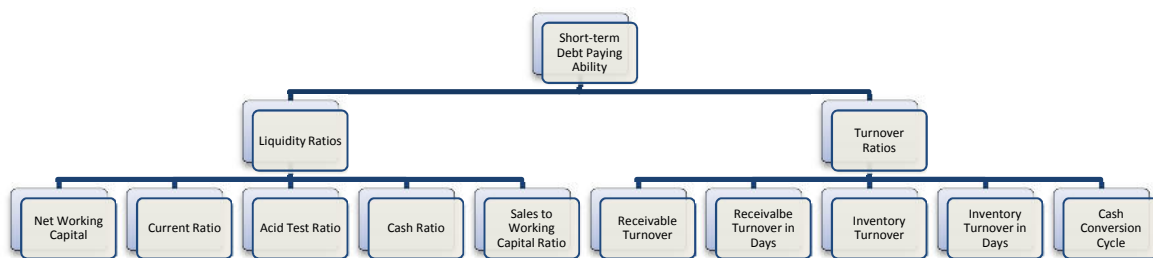 Short-term
Debt Paying
Ability
Liquidity Ratios
Turnover
Ratios
Net Working
Capital
Current Ratio
Acid Test Ratio
Cash Ratio
Sales to
Working
Capital Ratio
Receivable
Turnover
Receivalbe
Turnover in
Days
Inventory
Turnover
Inventory
Turnover in
Days
Cash
Conversion
Cycle